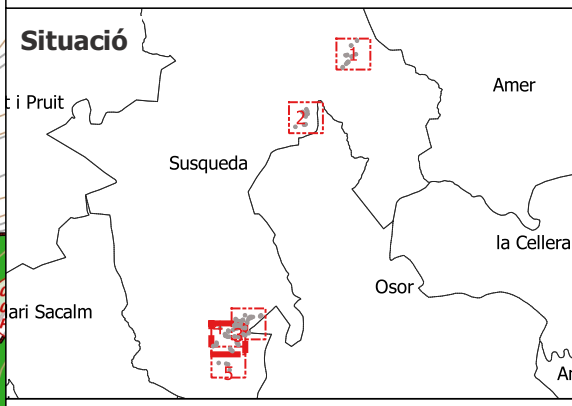 Situació
1
Amer
t i Pruit
2
Susqueda
la Cellera
Osor
ari Sacalm
3
5